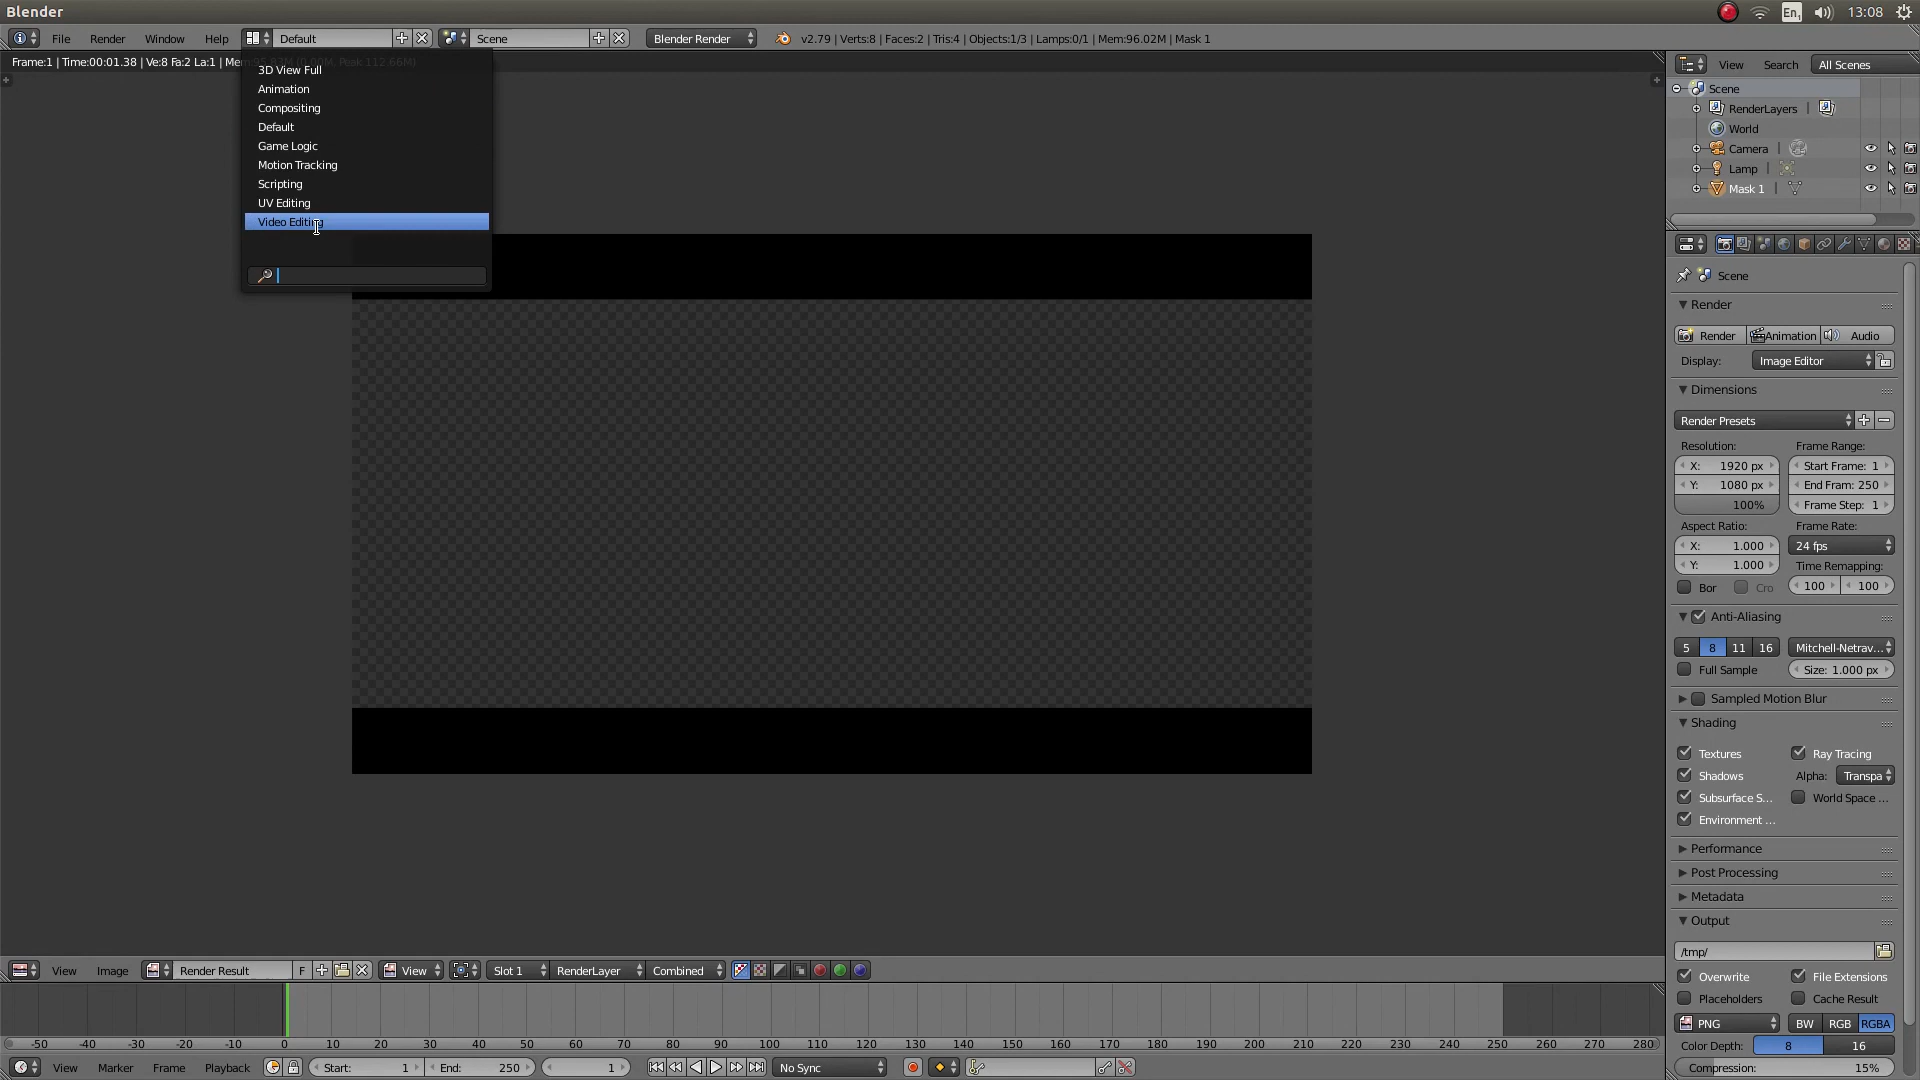 Blender
En1 13:08
File Render Window Help Default Scene Blender Render v2.79 | Verts:8 | Faces:2 | Tris:4 | Objects:1/3 | Lamps:0/1 | Mem:96.02M | Mask 1
Frame:1 | Time:00:01.38 | Ve:8 Fa:2 La:1 | Mem:95.83M (0.00M, Peak 112.66M)
3D View Full
Animation
Compositing
Default
Game Logic
Motion Tracking
Scripting
UV Editing
Video Editing
View Search All Scenes
Scene
RenderLayers
World
Camera
Lamp
Mask 1
Scene
Render
Render Animation Audio
Display: Image Editor
Dimensions
Render Presets
Resolution: Frame Range:
X: 1920 px Start Frame: 1
Y: 1080 px End Fram: 250
100% Frame Step: 1
Aspect Ratio: Frame Rate:
X: 1.000 24 fps
Y: 1.000 Time Remapping:
Bor Cro 100 100
Anti-Aliasing
5 8 11 16 Mitchell-Netrav...
Full Sample Size: 1.000 px
Sampled Motion Blur
Shading
Textures Ray Tracing
Shadows Alpha: Transpa
Subsurface S... World Space ...
Environment ...
Performance
Post Processing
Metadata
Output
/tmp/
Overwrite File Extensions
Placeholders Cache Result
PNG BW RGB RGBA
Color Depth: 8 16
Compression: 15%
View Image Render Result F View Slot 1 RenderLayer Combined
-50 -40 -30 -20 -10 0 10 20 30 40 50 60 70 80 90 100 110 120 130 140 150 160 170 180 190 200 210 220 230 240 250 260 270 280
View Marker Frame Playback Start: 1 End: 250 1 No Sync